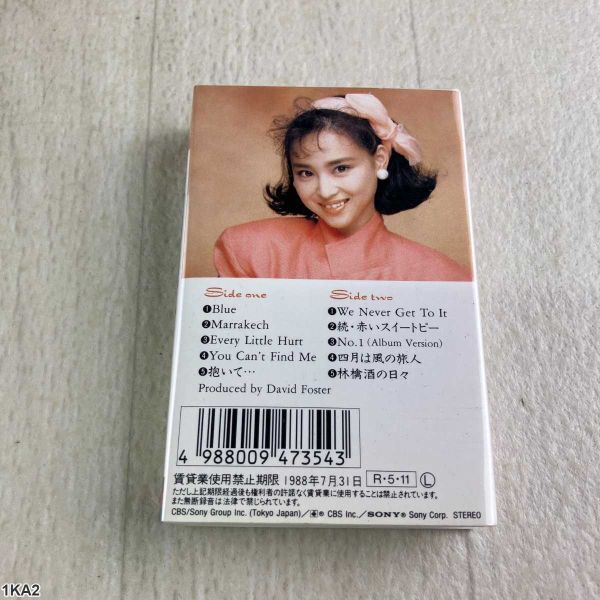 Side one
❶Blue
❷Marrakech
❸Every Little Hurt
❹You Can't Find Me
❺抱いて…
Produced by David Foster
Side two
❶We Never Get To It
❷続・赤いスイートピー
❸No.1 (Album Version)
❹四月は風の旅人
❺林檎酒の日々
4 988009 473543
賃貸業使用禁止期限 1988年7月31日 R・5・11 Ⓛ
ただし上記期限経過後も権利者の許諾なく賃貸業に使用することは禁止されています。
また無断録音は法律で禁じられています。
CBS/Sony Group Inc. (Tokyo Japan)/® CBS Inc./SONY® Sony Corp. STEREO
1KA2